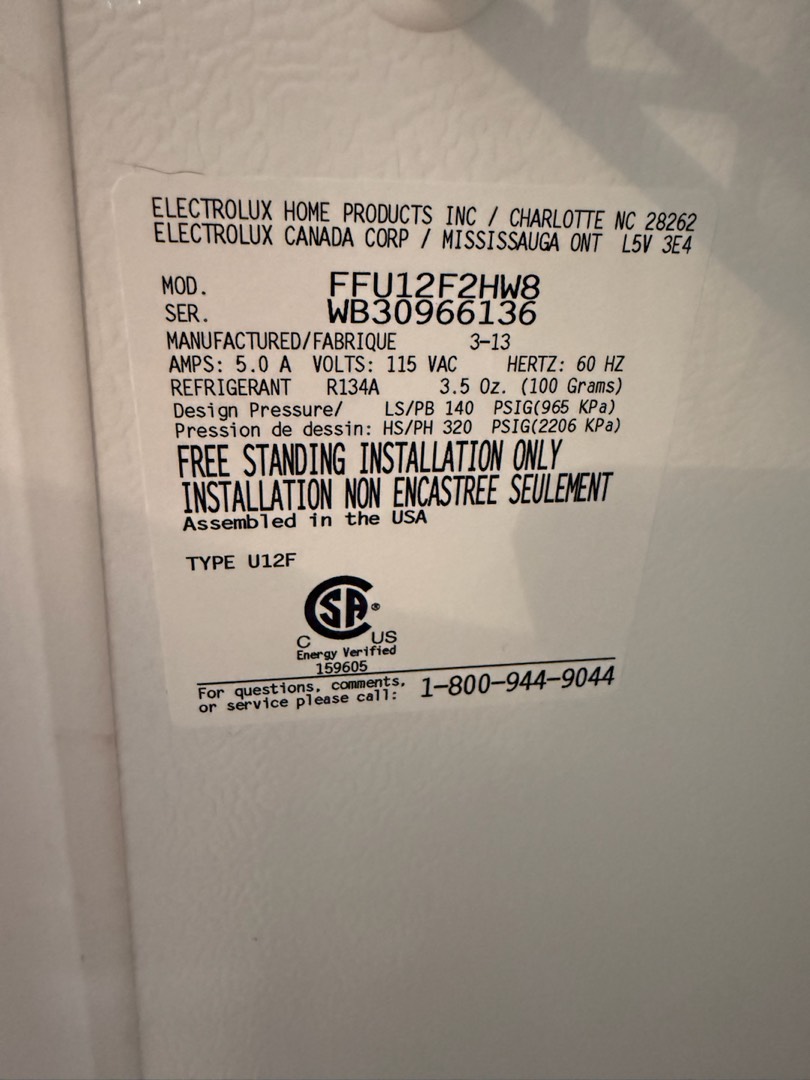 ELECTROLUX HOME PRODUCTS INC / CHARLOTTE NC 28262
ELECTROLUX CANADA CORP / MISSISSAUGA ONT L5V 3E4
MOD. FFU12F2HW8
SER. WB30966136
MANUFACTURED/FABRIQUE 3-13
AMPS: 5.0 A VOLTS: 115 VAC HERTZ: 60 HZ
REFRIGERANT R134A 3.5 Oz. (100 Grams)
Design Pressure/ LS/PB 140 PSIG(965 KPa)
Pression de dessin: HS/PH 320 PSIG(2206 KPa)
FREE STANDING INSTALLATION ONLY
INSTALLATION NON ENCASTREE SEULEMENT
Assembled in the USA
TYPE U12F
SA ®
C US
Energy Verified
159605
For questions, comments,
or service please call: 1-800-944-9044